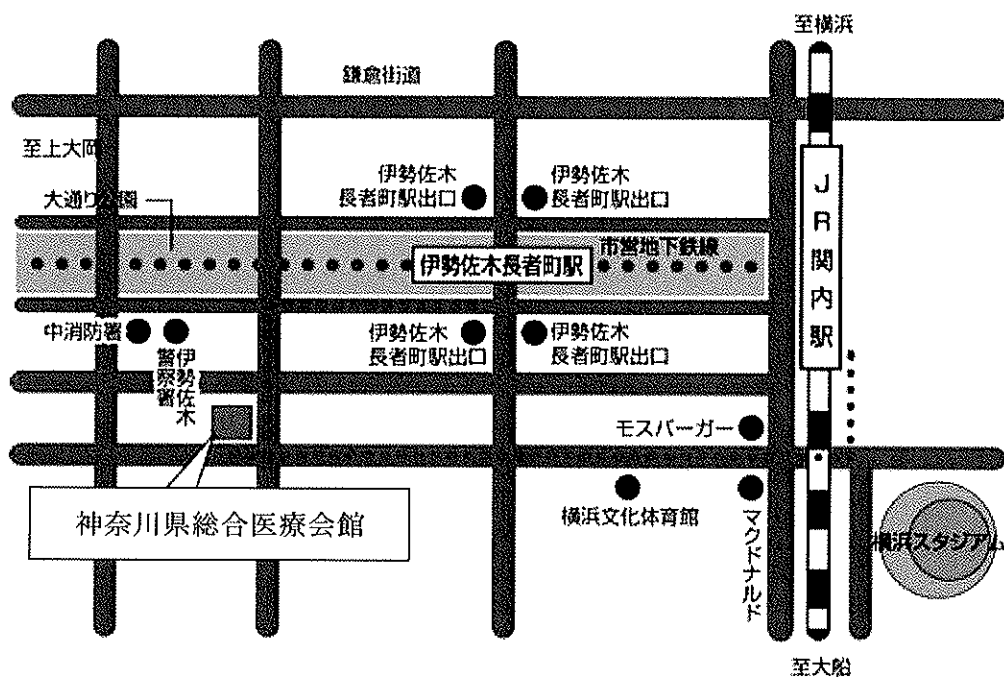 至横浜
鎌倉街道
至上大岡
伊勢佐木
長者町駅出口
伊勢佐木
長者町駅出口
大通り公園
市営地下鉄線
伊勢佐木長者町駅
JR関内駅
中消防署
伊勢佐木
警察署
伊勢佐木
長者町駅出口
伊勢佐木
長者町駅出口
モスバーガー
神奈川県総合医療会館
横浜文化体育館
マクドナルド
横浜スタジアム
至大船